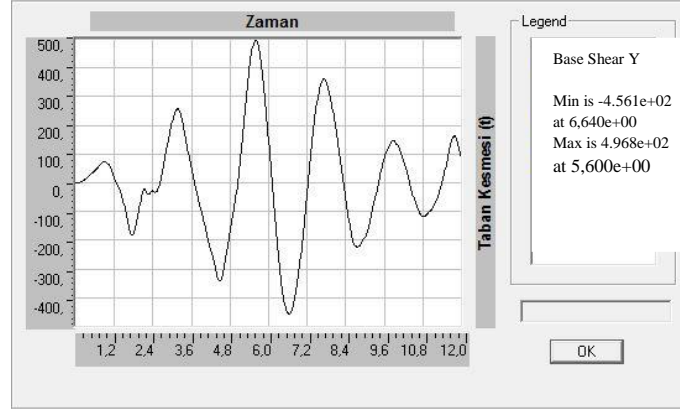 Zaman
Legend
500,
400,
300,
200,
100,
0,
-100,
-200,
-300,
-400,
Taban Kesmesi (t)
Base Shear Y
Min is -4.561e+02
at 6,640e+00
Max is 4.968e+02
at 5,600e+00
1,2 2,4 3,6 4,8 6,0 7,2 8,4 9,6 10,8 12,0
OK